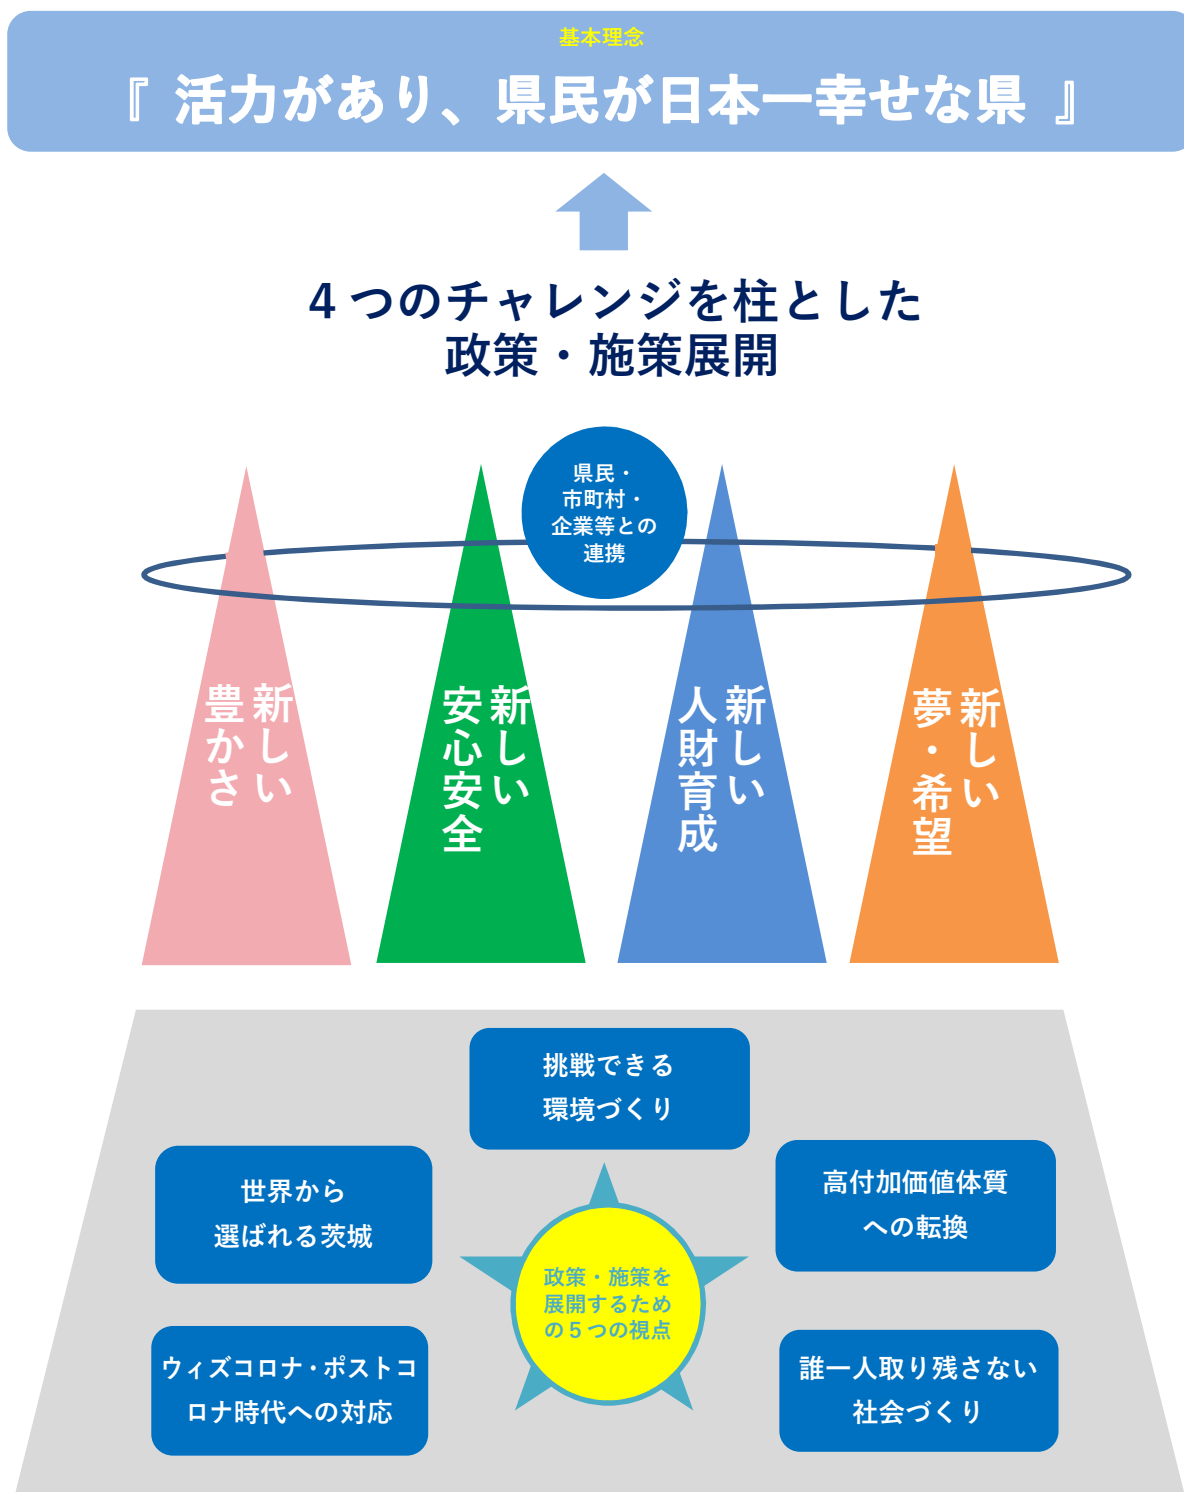 基本理念
『 活力があり、県民が日本一幸せな県 』
４つのチャレンジを柱とした
政策・施策展開
県民・
市町村・
企業等との
連携
新しい
豊かさ
新しい
安心安全
新しい
人財育成
新しい
夢・希望
挑戦できる
環境づくり
世界から
選ばれる茨城
高付加価値体質
への転換
政策・施策を
展開するため
の５つの視点
ウィズコロナ・ポストコ
ロナ時代への対応
誰一人取り残さない
社会づくり